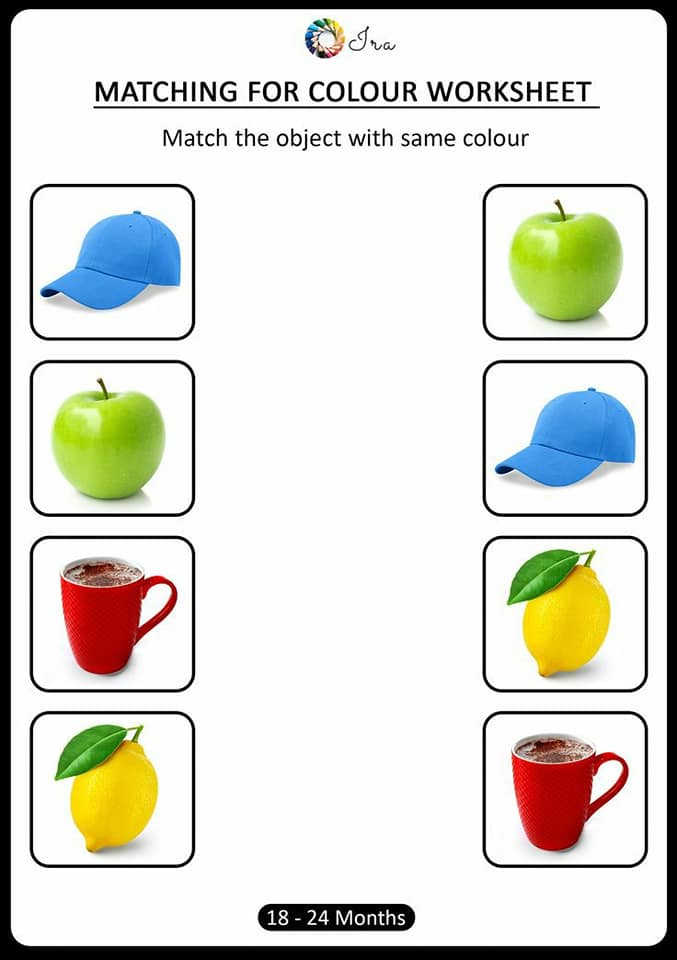 Ira
MATCHING FOR COLOUR WORKSHEET
Match the object with same colour
18 - 24 Months